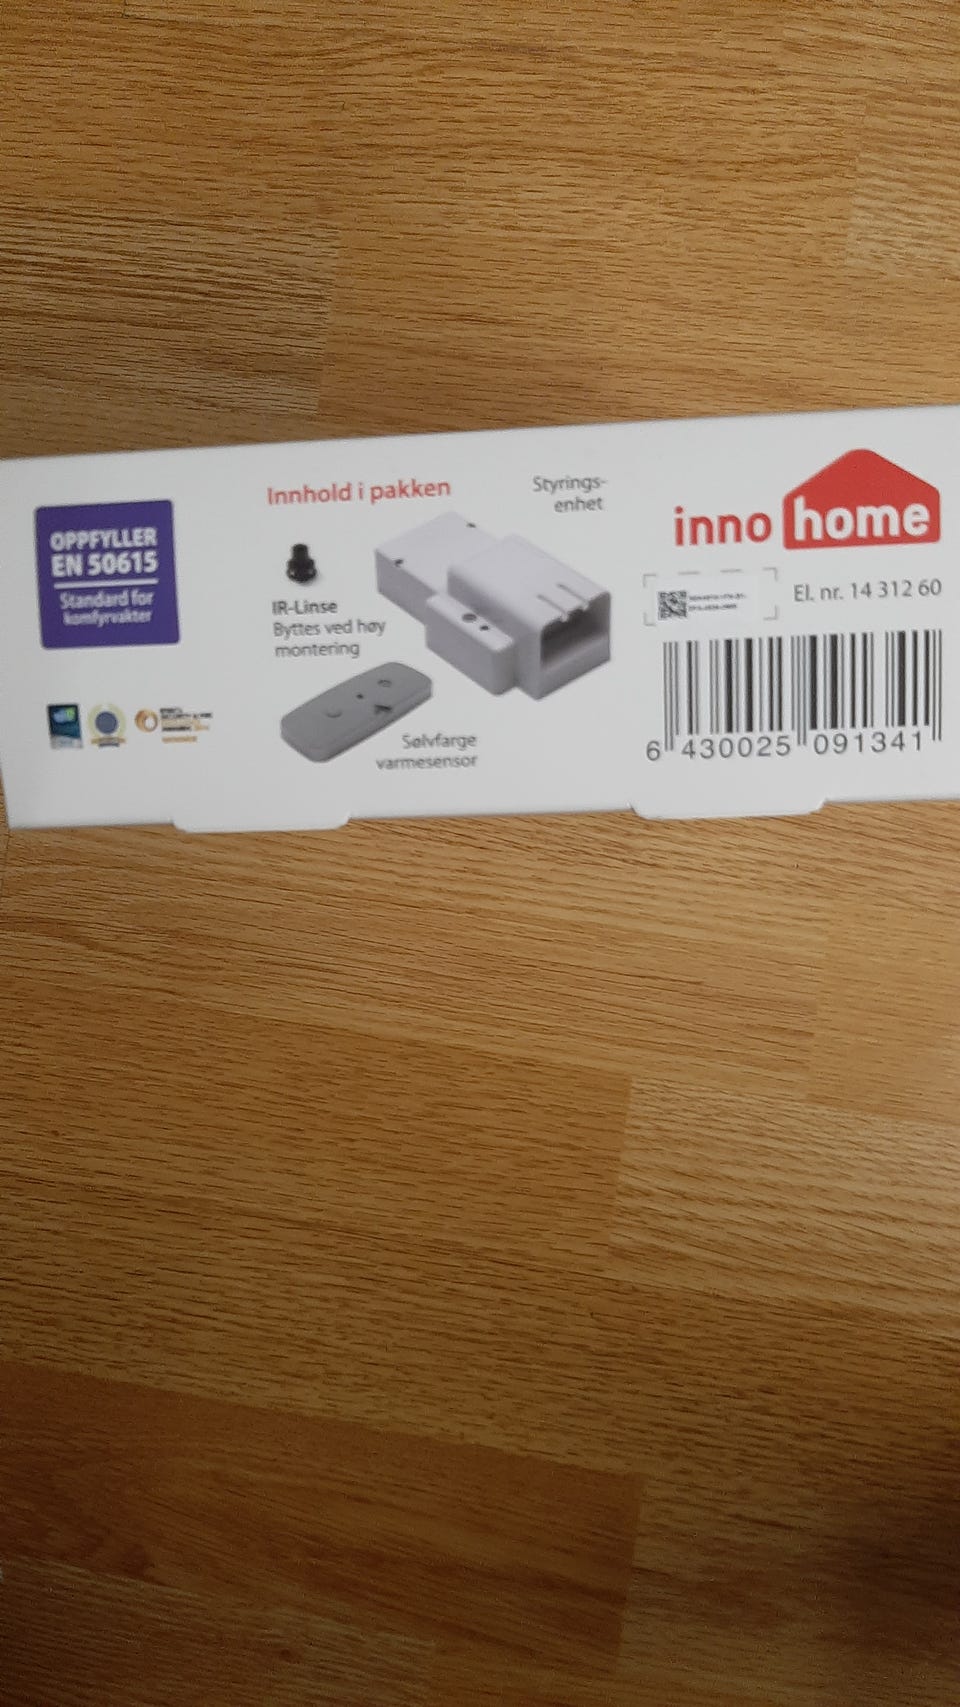 OPPFYLLER
EN 50615
Standard for
komfyrvakter
Innhold i pakken
IR-Linse
Byttes ved høy
montering
Styrings-
enhet
Sølvfarge
varmesensor
inno home
El. nr. 14 312 60
6 430025 091341